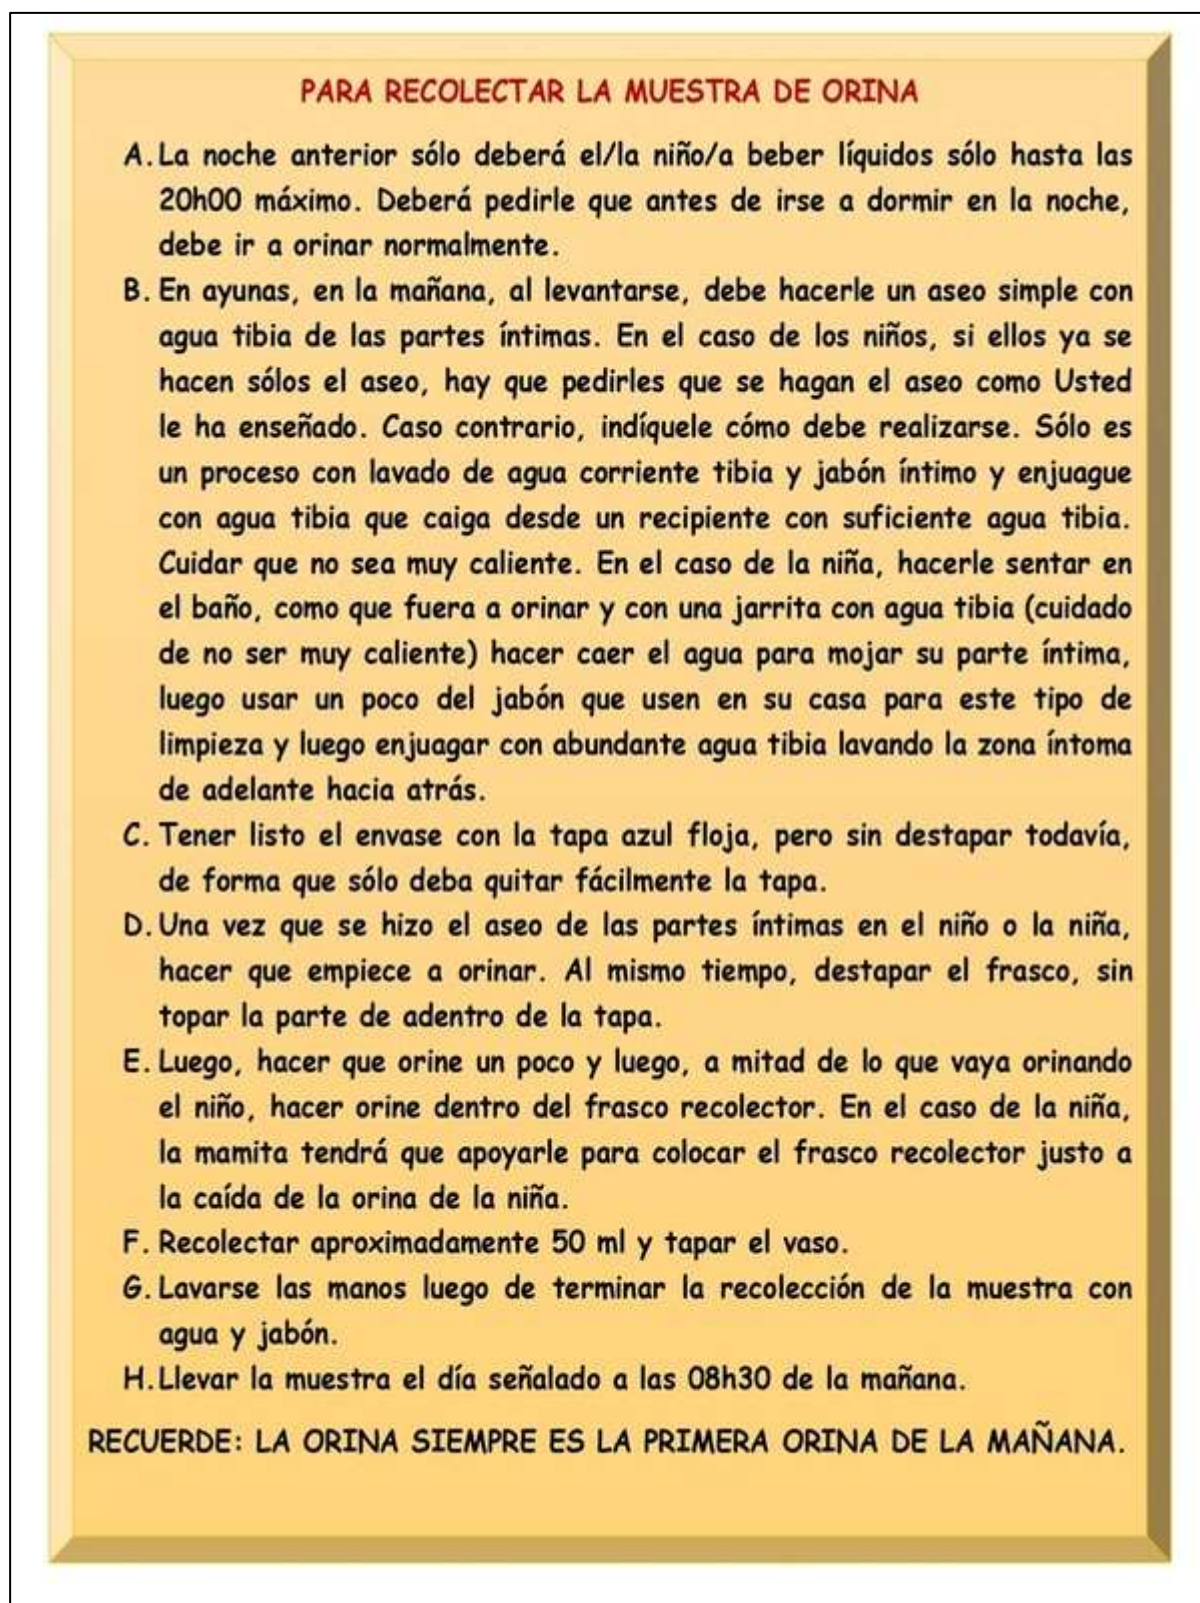 PARA RECOLECTAR LA MUESTRA DE ORINA
A. La noche anterior sólo deberá el/la niño/a beber líquidos sólo hasta las
20h00 máximo. Deberá pedirle que antes de irse a dormir en la noche,
debe ir a orinar normalmente.
B. En ayunas, en la mañana, al levantarse, debe hacerle un aseo simple con
agua tibia de las partes íntimas. En el caso de los niños, si ellos ya se
hacen sólos el aseo, hay que pedirles que se hagan el aseo como Usted
le ha enseñado. Caso contrario, indíquele cómo debe realizarse. Sólo es
un proceso con lavado de agua corriente tibia y jabón íntimo y enjuague
con agua tibia que caiga desde un recipiente con suficiente agua tibia.
Cuidar que no sea muy caliente. En el caso de la niña, hacerle sentar en
el baño, como que fuera a orinar y con una jarrita con agua tibia (cuidado
de no ser muy caliente) hacer caer el agua para mojar su parte íntima,
luego usar un poco del jabón que usen en su casa para este tipo de
limpieza y luego enjuagar con abundante agua tibia lavando la zona íntoma
de adelante hacia atrás.
C. Tener listo el envase con la tapa azul floja, pero sin destapar todavía,
de forma que sólo deba quitar fácilmente la tapa.
D. Una vez que se hizo el aseo de las partes íntimas en el niño o la niña,
hacer que empiece a orinar. Al mismo tiempo, destapar el frasco, sin
topar la parte de adentro de la tapa.
E. Luego, hacer que orine un poco y luego, a mitad de lo que vaya orinando
el niño, hacer orine dentro del frasco recolector. En el caso de la niña,
la mamita tendrá que apoyarle para colocar el frasco recolector justo a
la caída de la orina de la niña.
F. Recolectar aproximadamente 50 ml y tapar el vaso.
G. Lavarse las manos luego de terminar la recolección de la muestra con
agua y jabón.
H. Llevar la muestra el día señalado a las 08h30 de la mañana.
RECUERDE: LA ORINA SIEMPRE ES LA PRIMERA ORINA DE LA MAÑANA.